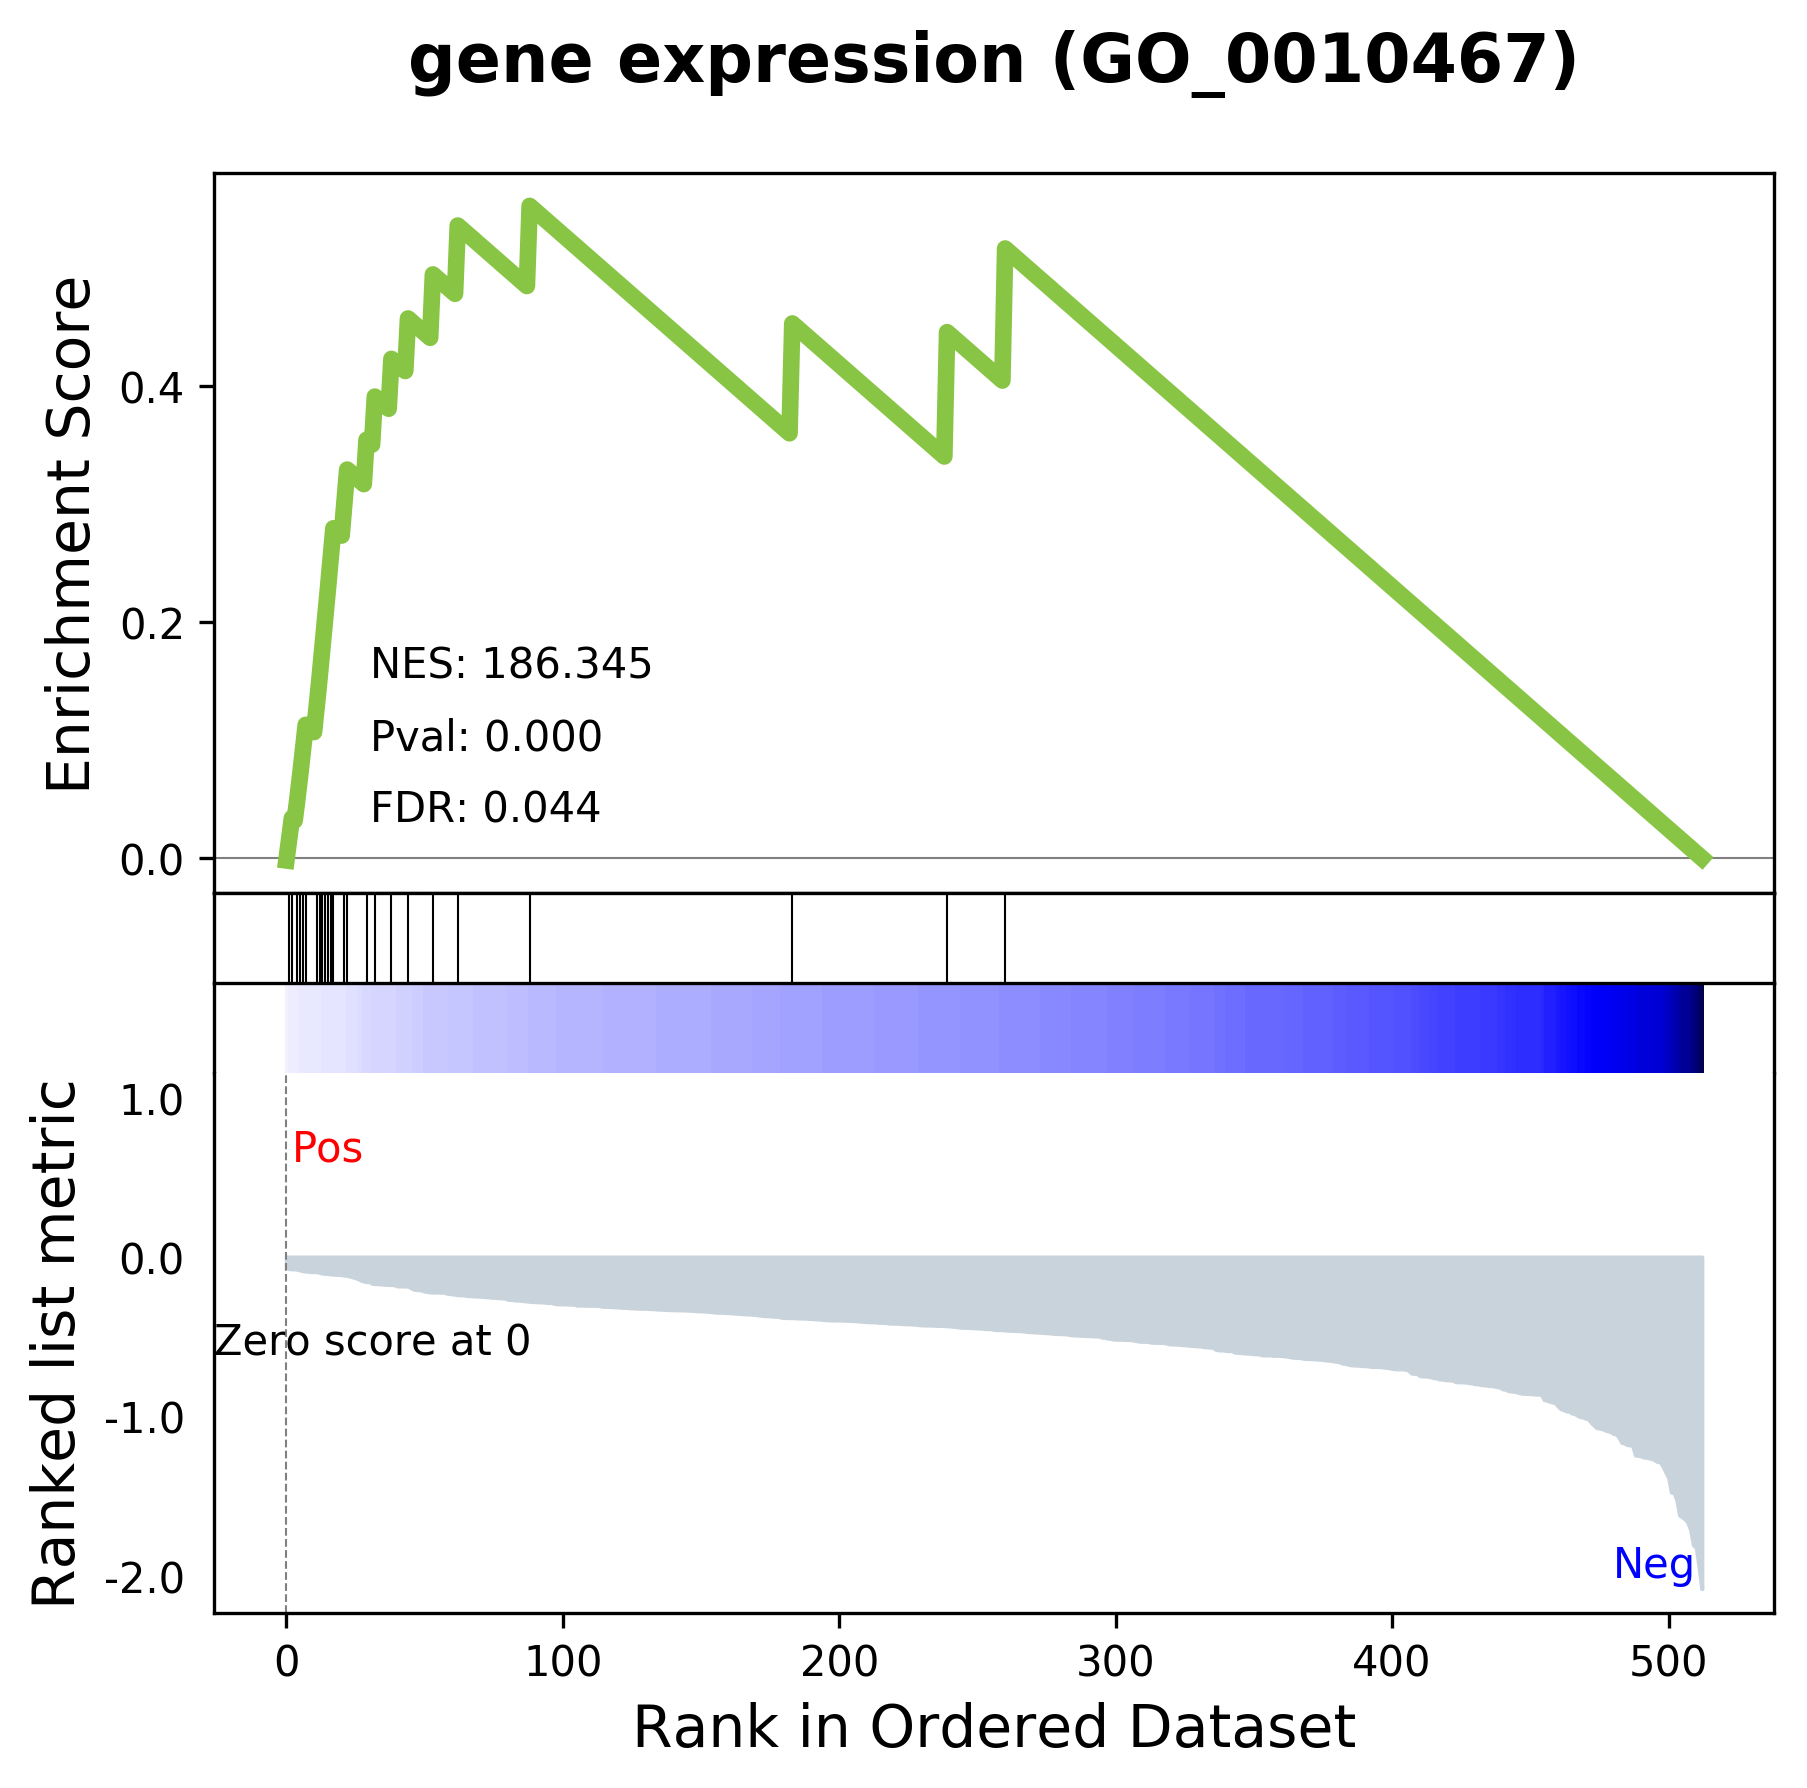 gene expression (GO_0010467)
Enrichment Score
0.4
0.2
0.0
NES: 186.345
Pval: 0.000
FDR: 0.044
Ranked list metric
1.0
0.0
-1.0
-2.0
Pos
Zero score at 0
Neg
0 100 200 300 400 500
Rank in Ordered Dataset